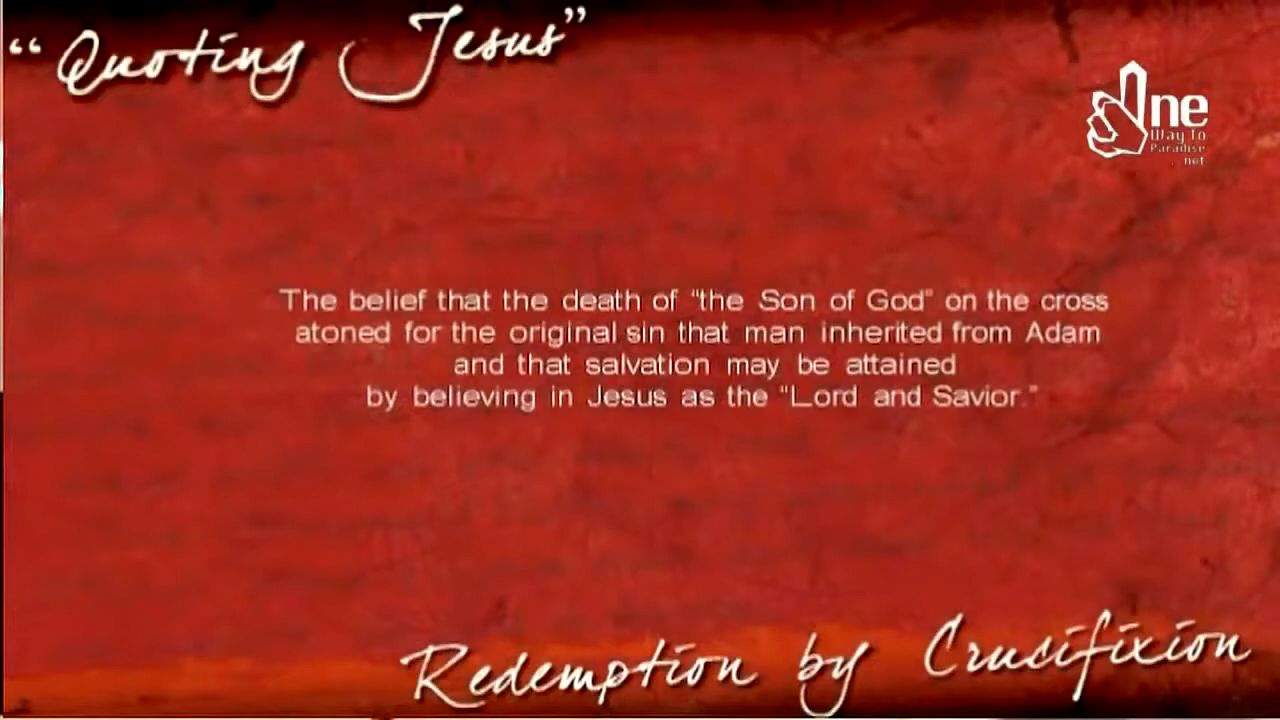 “Quoting Jesus”
One
Way To
Paradise
.net
The belief that the death of “the Son of God” on the cross
atoned for the original sin that man inherited from Adam
and that salvation may be attained
by believing in Jesus as the “Lord and Savior.”
Redemption by Crucifixion